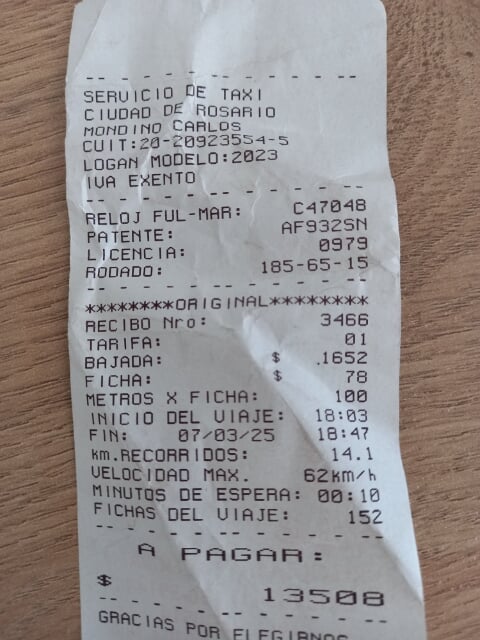 SERVICIO DE TAXI
CIUDAD DE ROSARIO
MONDINO CARLOS
CUIT:20-20923554-5
LOGAN MODELO:2023
IVA EXENTO
RELOJ FUL-MAR: C47048
PATENTE: AF932SN
LICENCIA: 0979
RODADO: 185-65-15
********ORIGINAL********
RECIBO Nro: 3466
TARIFA: 01
BAJADA: $ .1652
FICHA: $ 78
METROS X FICHA: 100
INICIO DEL VIAJE: 18:03
FIN: 07/03/25 18:47
km.RECORRIDOS: 14.1
VELOCIDAD MAX. 62km/h
MINUTOS DE ESPERA: 00:10
FICHAS DEL VIAJE: 152
A PAGAR:
$ 13508
GRACIAS POR ELEGIRNOS